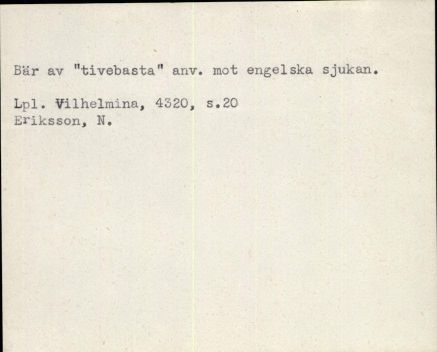 Bär av "tivebasta" anv. mot engelska sjukan.
Lpl. Vilhelmina, 4320, s.20
Eriksson, N.